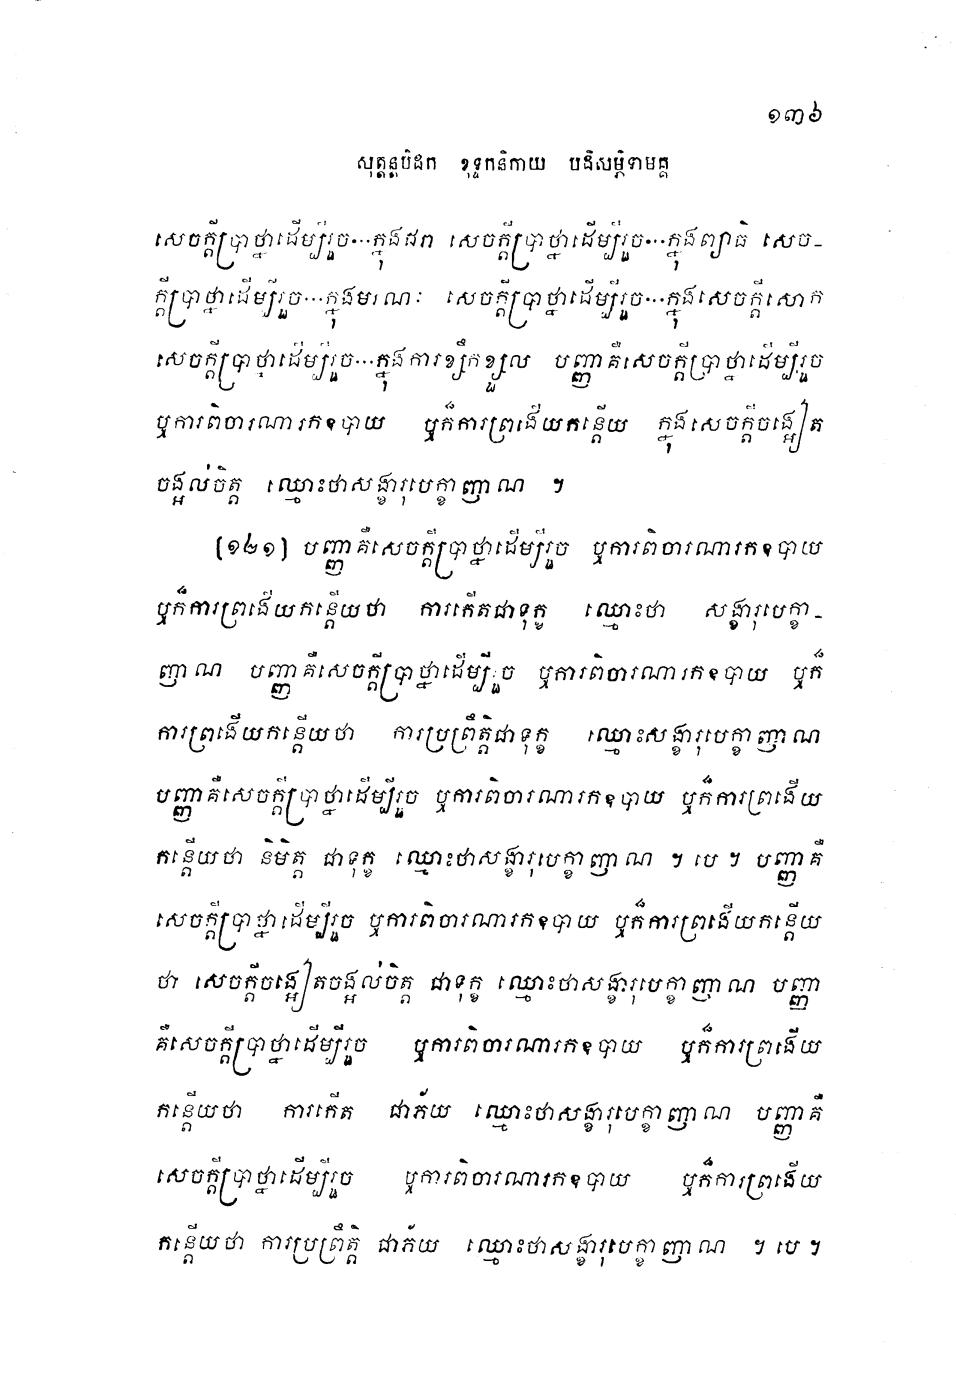 ១៣៦
សុត្តន្តបិដក ខុទ្ទកនិកាយ បដិសម្ភិទាមគ្គ
សេចក្តីប្រាថ្នាដើម្បីរួច…ក្នុងជរា សេចក្តីប្រាថ្នាដើម្បីរួច…ក្នុងព្យាធិ សេច-
ក្តីប្រាថ្នាដើម្បីរួច…ក្នុងមរណៈ សេចក្តីប្រាថ្នាដើម្បីរួច…ក្នុងសេចក្តីសោក
សេចក្តីប្រាថ្នាដើម្បីរួច…ក្នុងការខ្សឹកខ្សួល បញ្ញាគឺសេចក្តីប្រាថ្នាដើម្បីរួច
ឬការពិចារណារកឧបាយ ឬក៏ការព្រងើយកន្តើយ ក្នុងសេចក្តីចង្អៀត
ចង្អល់ចិត្ត ឈ្មោះថាសង្ខារុបេក្ខាញាណ ។
(១២១) បញ្ញាគឺសេចក្តីប្រាថ្នាដើម្បីរួច ឬការពិចារណារកឧបាយ
ឬក៏ការព្រងើយកន្តើយថា ការកើតជាទុក្ខ ឈ្មោះថា សង្ខារុបេក្ខា-
ញាណ បញ្ញាគឺសេចក្តីប្រាថ្នាដើម្បីរួច ឬការពិចារណារកឧបាយ ឬក៏
ការព្រងើយកន្តើយថា ការប្រព្រឹត្តិជាទុក្ខ ឈ្មោះសង្ខារុបេក្ខាញាណ
បញ្ញាគឺសេចក្តីប្រាថ្នាដើម្បីរួច ឬការពិចារណារកឧបាយ ឬក៏ការព្រងើយ
កន្តើយថា និមិត្ត ជាទុក្ខ ឈ្មោះថាសង្ខារុបេក្ខាញាណ ។ បេ ។ បញ្ញាគឺ
សេចក្តីប្រាថ្នាដើម្បីរួច ឬការពិចារណារកឧបាយ ឬក៏ការព្រងើយកន្តើយ
ថា សេចក្តីចង្អៀតចង្អល់ចិត្ត ជាទុក្ខ ឈ្មោះថាសង្ខារុបេក្ខាញាណ បញ្ញា
គឺសេចក្តីប្រាថ្នាដើម្បីរួច ឬការពិចារណារកឧបាយ ឬក៏ការព្រងើយ
កន្តើយថា ការកើត ជាភ័យ ឈ្មោះថាសង្ខារុបេក្ខាញាណ បញ្ញាគឺ
សេចក្តីប្រាថ្នាដើម្បីរួច ឬការពិចារណារកឧបាយ ឬក៏ការព្រងើយ
កន្តើយថា ការប្រព្រឹត្តិ ជាភ័យ ឈ្មោះថាសង្ខារុបេក្ខាញាណ ។ បេ ។